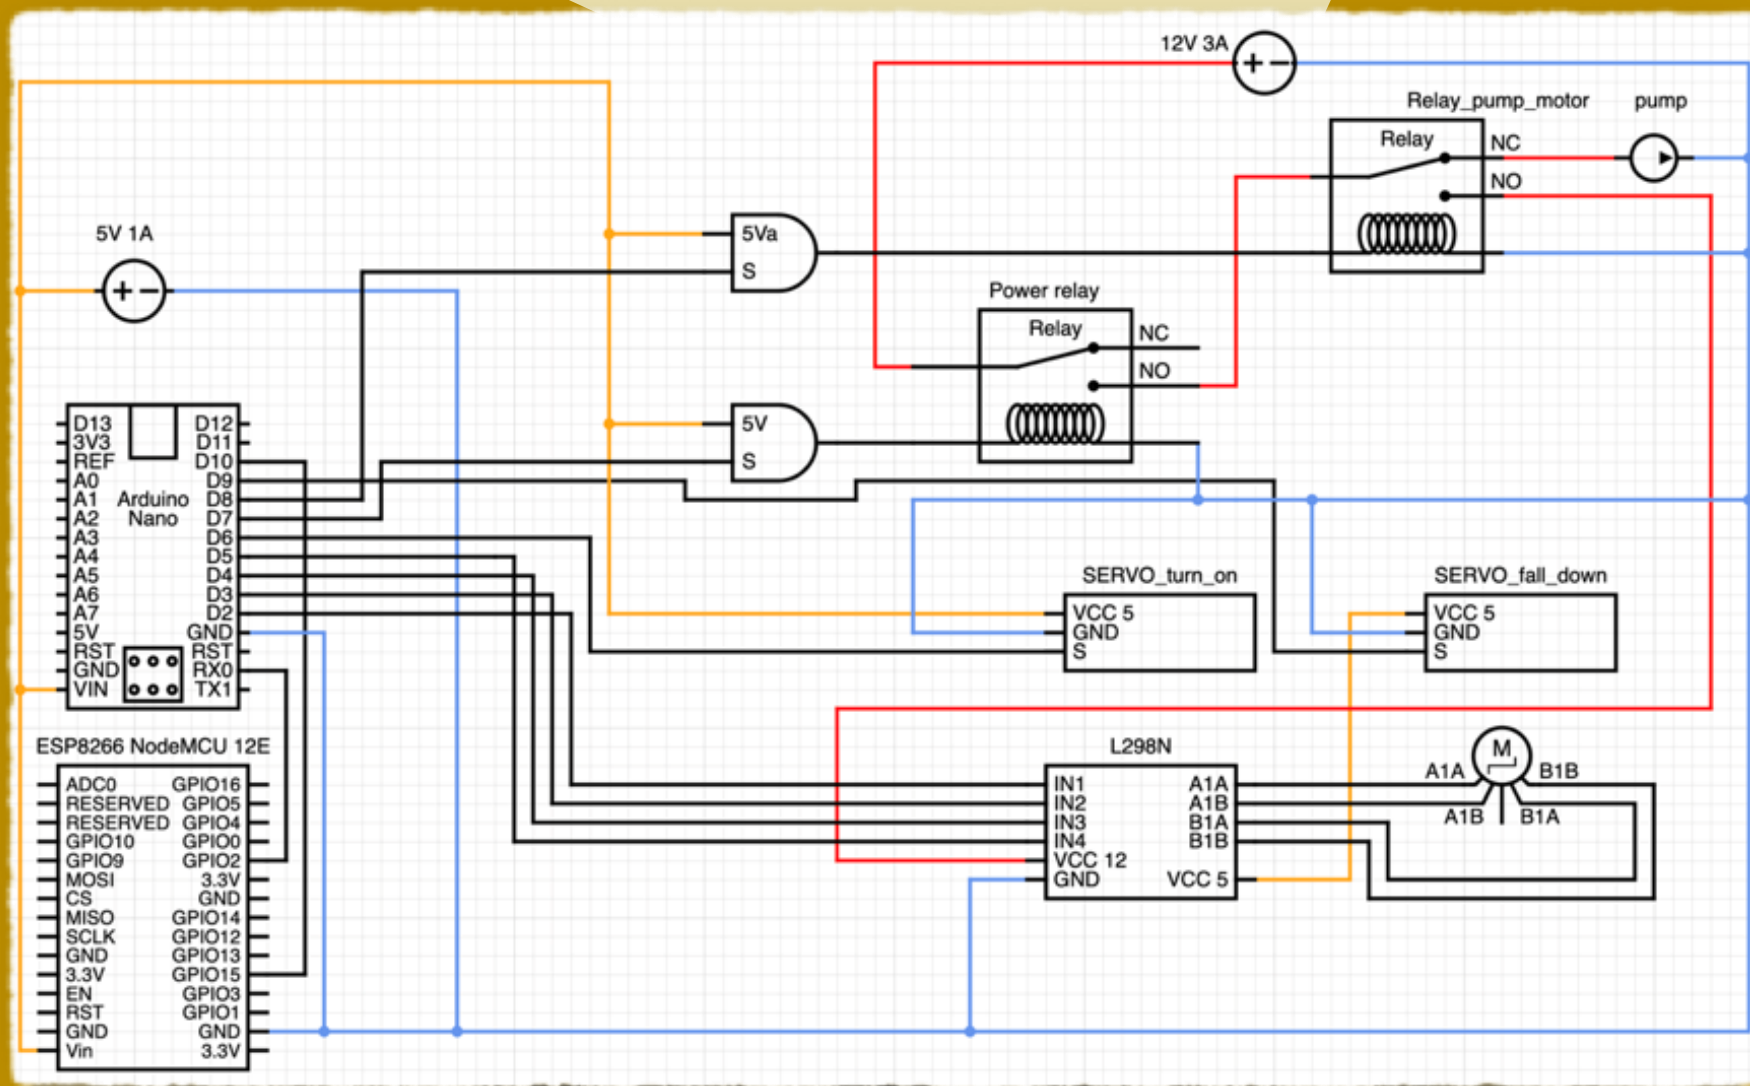 12V 3A
+ −
Relay_pump_motor
pump
Relay
NC
NO
5V 1A
+ −
5Va
S
Power relay
Relay
NC
NO
5V
S
Arduino
Nano
D13 D12
3V3 D11
REF D10
A0 D9
A1 D8
A2 D7
A3 D6
A4 D5
A5 D4
A6 D3
A7 D2
5V GND
RST RST
GND RX0
VIN TX1
SERVO_turn_on
VCC 5
GND
S
SERVO_fall_down
VCC 5
GND
S
ESP8266 NodeMCU 12E
ADC0 GPIO16
RESERVED GPIO5
RESERVED GPIO4
GPIO10 GPIO0
GPIO9 GPIO2
MOSI 3.3V
CS GND
MISO GPIO14
SCLK GPIO12
GND GPIO13
3.3V GPIO15
EN GPIO3
RST GPIO1
GND GND
Vin 3.3V
L298N
IN1 A1A
IN2 A1B
IN3 B1A
IN4 B1B
VCC 12
GND VCC 5
M
A1A B1B
A1B B1A